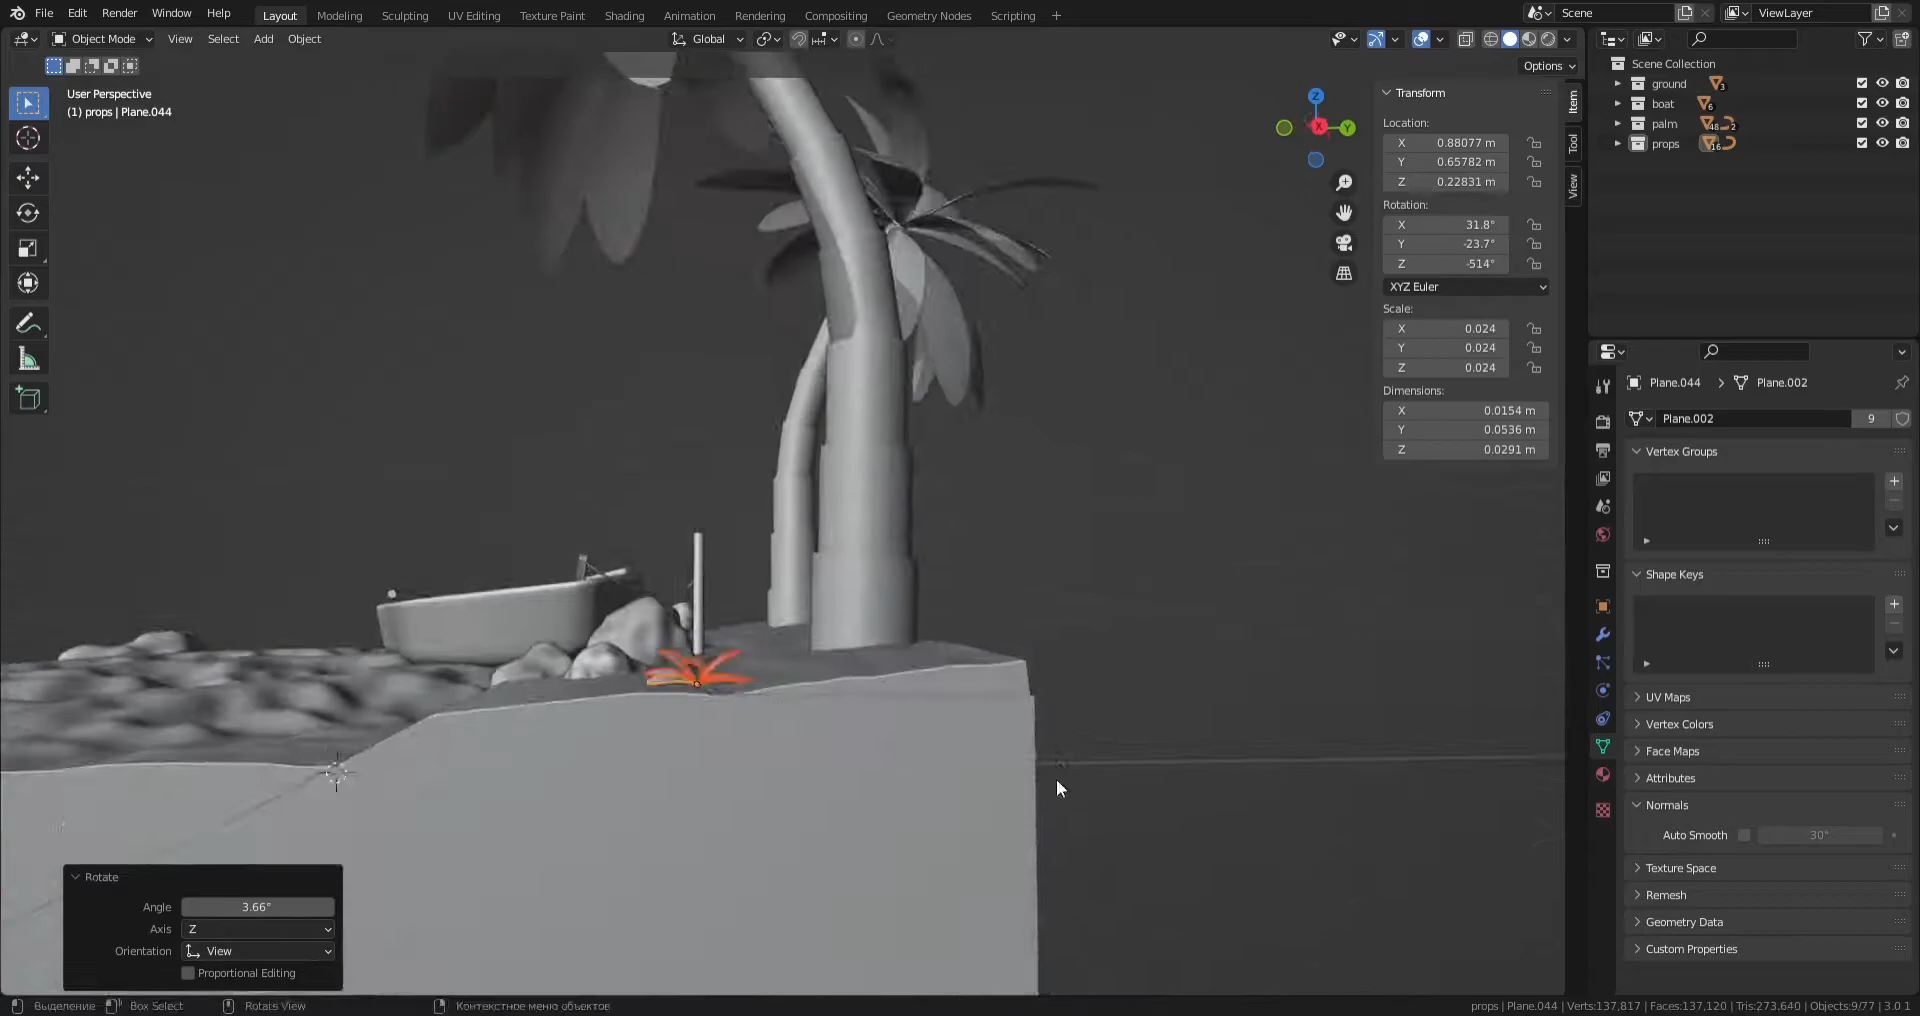 File Edit Render Window Help Layout Modeling Sculpting UV Editing Texture Paint Shading Animation Rendering Compositing Geometry Nodes Scripting + Scene ViewLayer
Object Mode View Select Add Object Global
Options
User Perspective
(1) props | Plane.044
Z
X
Y
Transform
Location:
X 0.88077 m
Y 0.65782 m
Z 0.22831 m
Rotation:
X 31.8°
Y -23.7°
Z -514°
XYZ Euler
Scale:
X 0.024
Y 0.024
Z 0.024
Dimensions:
X 0.0154 m
Y 0.0536 m
Z 0.0291 m
Item
Tool
View
Scene Collection
ground 3
boat 6
palm 48 2
props 16
Plane.044 Plane.002
Plane.002 9
Vertex Groups
Shape Keys
UV Maps
Vertex Colors
Face Maps
Attributes
Normals
Auto Smooth 30°
Texture Space
Remesh
Geometry Data
Custom Properties
Rotate
Angle 3.66°
Axis Z
Orientation View
Proportional Editing
Выделение Box Select Rotate View Контекстное меню объектов props | Plane.044 | Verts:137,817 | Faces:137,120 | Tris:273,640 | Objects:9/77 | 3.0.1